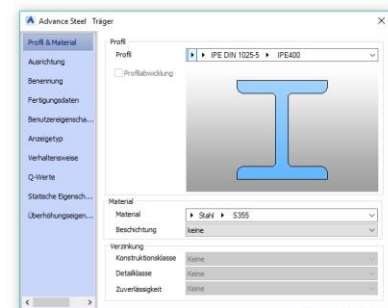 Advance Steel Träger
Profil & Material
Ausrichtung
Benennung
Fertigungsdaten
Benutzereigenscha...
Anzeigetyp
Verhaltensweise
Q-Werte
Statische Eigensch...
Überhöhungseigen...
Profil
Profil IPE DIN 1025-5 IPE400
Profilabwicklung
Material
Material Stahl S355
Beschichtung keine
Verzinkung
Konstruktionsklasse Keine
Detailklasse Keine
Zuverlässigkeit Keine